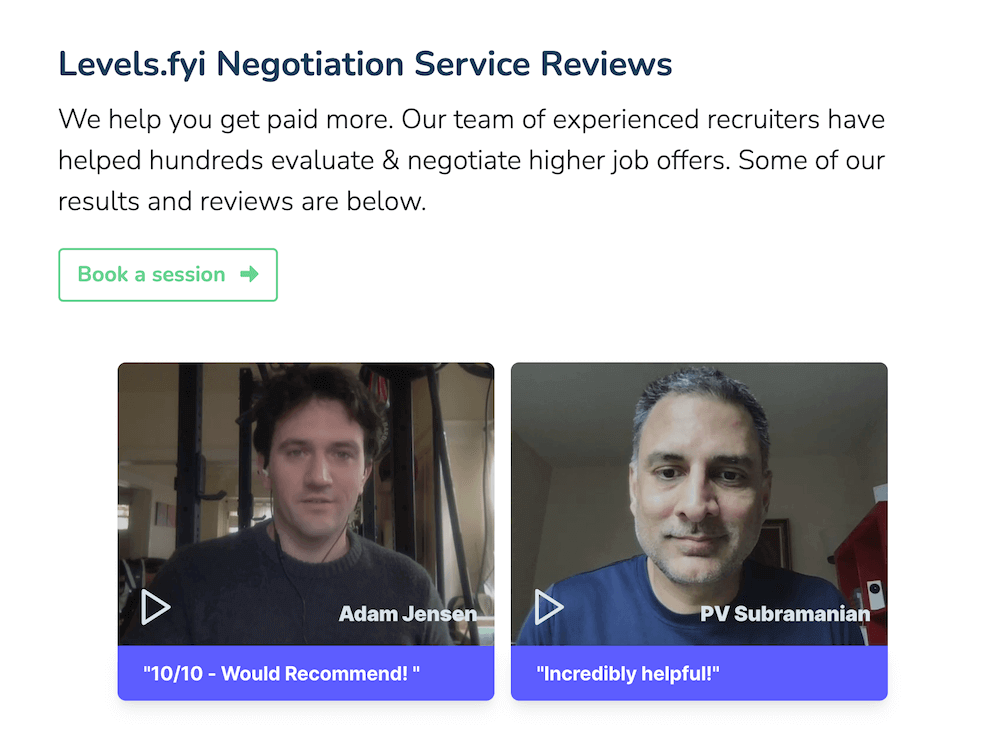 Levels.fyi Negotiation Service Reviews
We help you get paid more. Our team of experienced recruiters have
helped hundreds evaluate & negotiate higher job offers. Some of our
results and reviews are below.
Book a session
Adam Jensen
"10/10 - Would Recommend! "
PV Subramanian
"Incredibly helpful!"